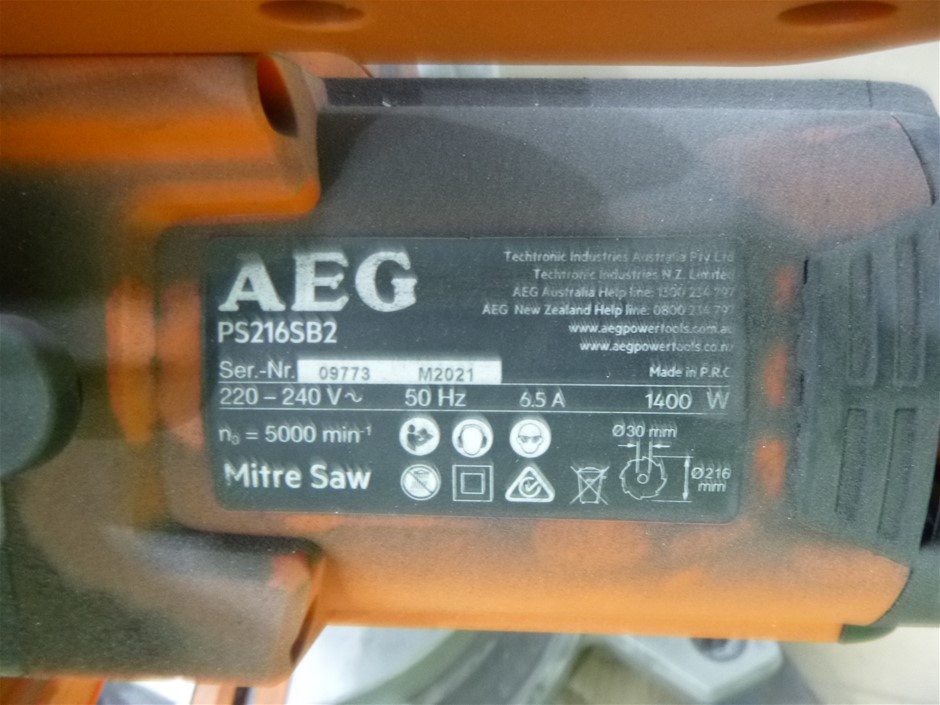 AEG
PS216SB2
Techtronic Industries Australia Pty Ltd
Techtronic Industries N.Z. Limited
AEG Australia Help line: 1300 234 797
AEG New Zealand Help line: 0800 234 797
www.aegpowertools.com.au
www.aegpowertools.co.nz
Ser.-Nr. 09773 M2021
Made in P.R.C
220 – 240 V~ 50 Hz 6.5 A 1400 W
n₀ = 5000 min⁻¹
Ø30 mm
Mitre Saw
Ø216
mm